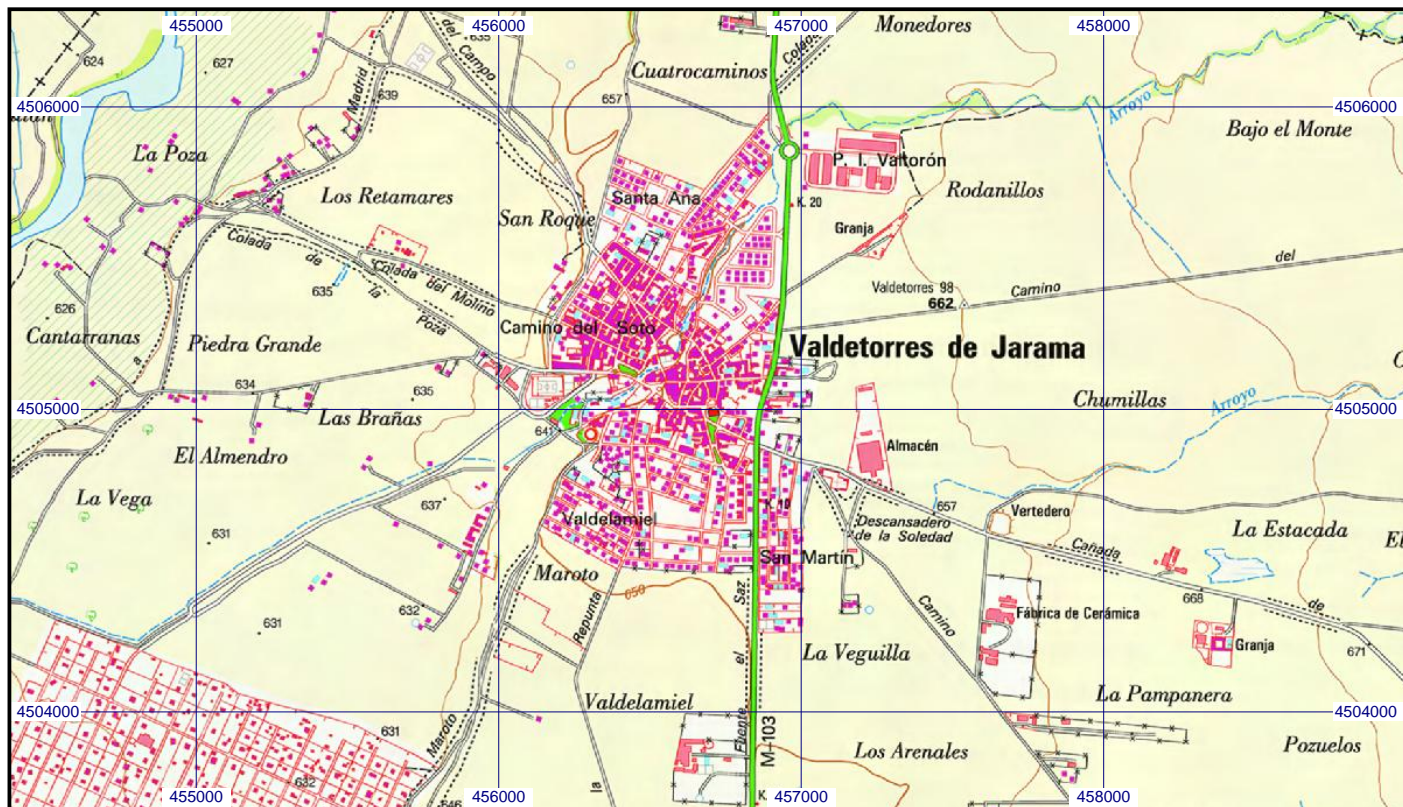 455000
456000
457000
458000
Monedores
635
del Campo
Colada
624
627
Cuatrocaminos
Madrid
639
657
4506000
4506000
Arroyo
Bajo el Monte
La Poza
P. I. Valtorón
Los Retamares
Santa Ana
Rodanillos
San Roque
K. 20
Granja
Colada
de
la
Poza
Colada del Molino
635
del
Camino
Valdetorres 98
662
626
Cantarranas
Camino del Soto
Piedra Grande
Valdetorres de Jarama
a
634
635
Chumillas
Arroyo
4505000
4505000
Las Brañas
641
El Almendro
Almacén
La Vega
637
K. 19
657
Vertedero
Valdelamiel
Descansadero
de la Soledad
La Estacada
El
631
San Martín
Cañada
de
Maroto
650
668
632
Repunta
Saz
el
Fuente
Camino
Fábrica de Cerámica
631
La Veguilla
Granja
671
Valdelamiel
La Pampanera
4504000
4504000
631
Maroto
M-103
Los Arenales
Pozuelos
632
la
646
K.
455000
456000
457000
458000